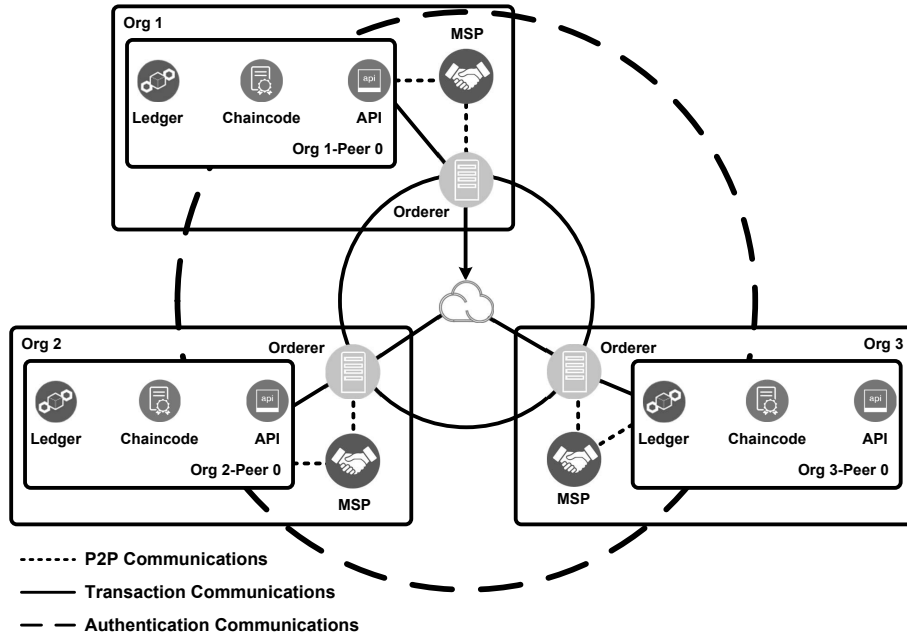 Org 1
MSP
api
Ledger
Chaincode
API
Org 1-Peer 0
Orderer
Org 2
Orderer
api
Ledger
Chaincode
API
Org 2-Peer 0
MSP
Orderer
Org 3
api
Ledger
Chaincode
API
Org 3-Peer 0
MSP
P2P Communications
Transaction Communications
Authentication Communications